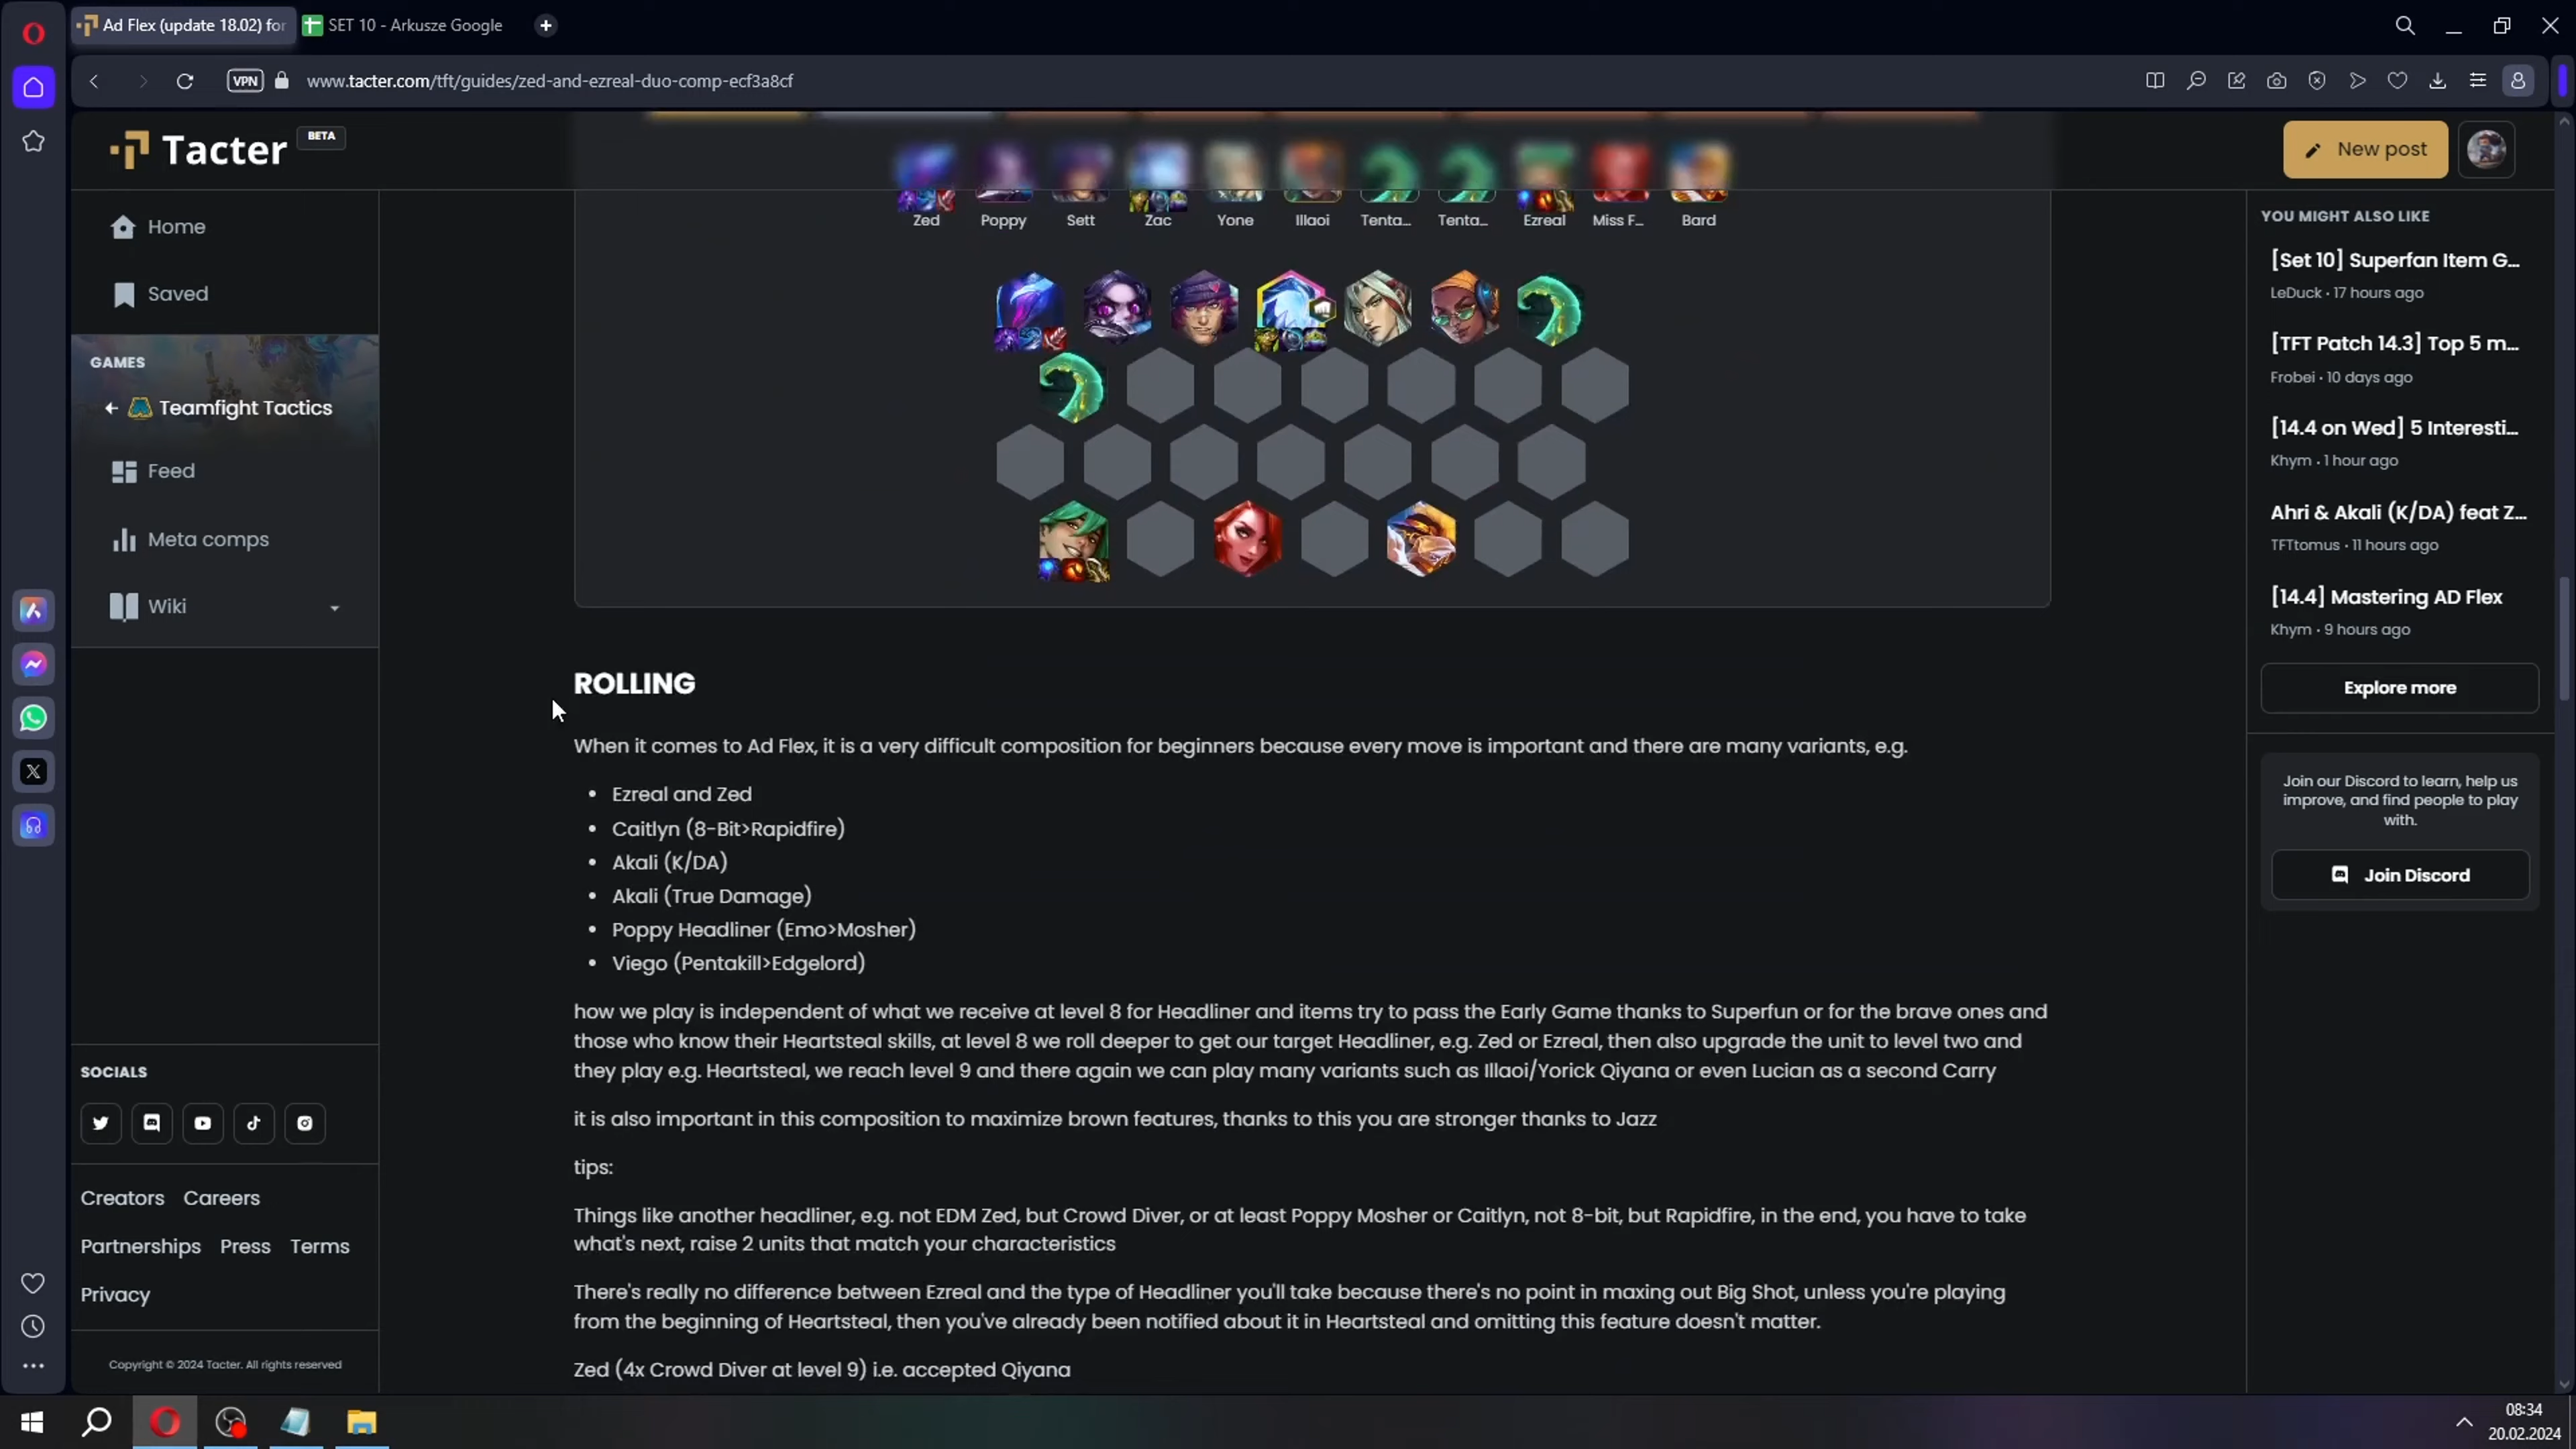 Ad Flex (update 18.02) for
SET 10 - Arkusze Google
VPN
www.tacter.com/tft/guides/zed-and-ezreal-duo-comp-ecf3a8cf
Tacter
BETA
New post
Home
Saved
GAMES
Teamfight Tactics
Feed
Meta comps
Wiki
SOCIALS
Creators Careers
Partnerships Press Terms
Privacy
Copyright © 2024 Tacter. All rights reserved
Zed Poppy Sett Zac Yone Illaoi Tenta... Tenta... Ezreal Miss F... Bard
ROLLING
When it comes to Ad Flex, it is a very difficult composition for beginners because every move is important and there are many variants, e.g.
• Ezreal and Zed
• Caitlyn (8-Bit>Rapidfire)
• Akali (K/DA)
• Akali (True Damage)
• Poppy Headliner (Emo>Mosher)
• Viego (Pentakill>Edgelord)
how we play is independent of what we receive at level 8 for Headliner and items try to pass the Early Game thanks to Superfun or for the brave ones and
those who know their Heartsteal skills, at level 8 we roll deeper to get our target Headliner, e.g. Zed or Ezreal, then also upgrade the unit to level two and
they play e.g. Heartsteal, we reach level 9 and there again we can play many variants such as Illaoi/Yorick Qiyana or even Lucian as a second Carry
it is also important in this composition to maximize brown features, thanks to this you are stronger thanks to Jazz
tips:
Things like another headliner, e.g. not EDM Zed, but Crowd Diver, or at least Poppy Mosher or Caitlyn, not 8-bit, but Rapidfire, in the end, you have to take
what's next, raise 2 units that match your characteristics
There's really no difference between Ezreal and the type of Headliner you'll take because there's no point in maxing out Big Shot, unless you're playing
from the beginning of Heartsteal, then you've already been notified about it in Heartsteal and omitting this feature doesn't matter.
Zed (4x Crowd Diver at level 9) i.e. accepted Qiyana
YOU MIGHT ALSO LIKE
[Set 10] Superfan Item G...
LeDuck • 17 hours ago
[TFT Patch 14.3] Top 5 m...
Frobei • 10 days ago
[14.4 on Wed] 5 Interesti...
Khym • 1 hour ago
Ahri & Akali (K/DA) feat Z...
TFTtomus • 11 hours ago
[14.4] Mastering AD Flex
Khym • 9 hours ago
Explore more
Join our Discord to learn, help us
improve, and find people to play
with.
Join Discord
08:34
20.02.2024